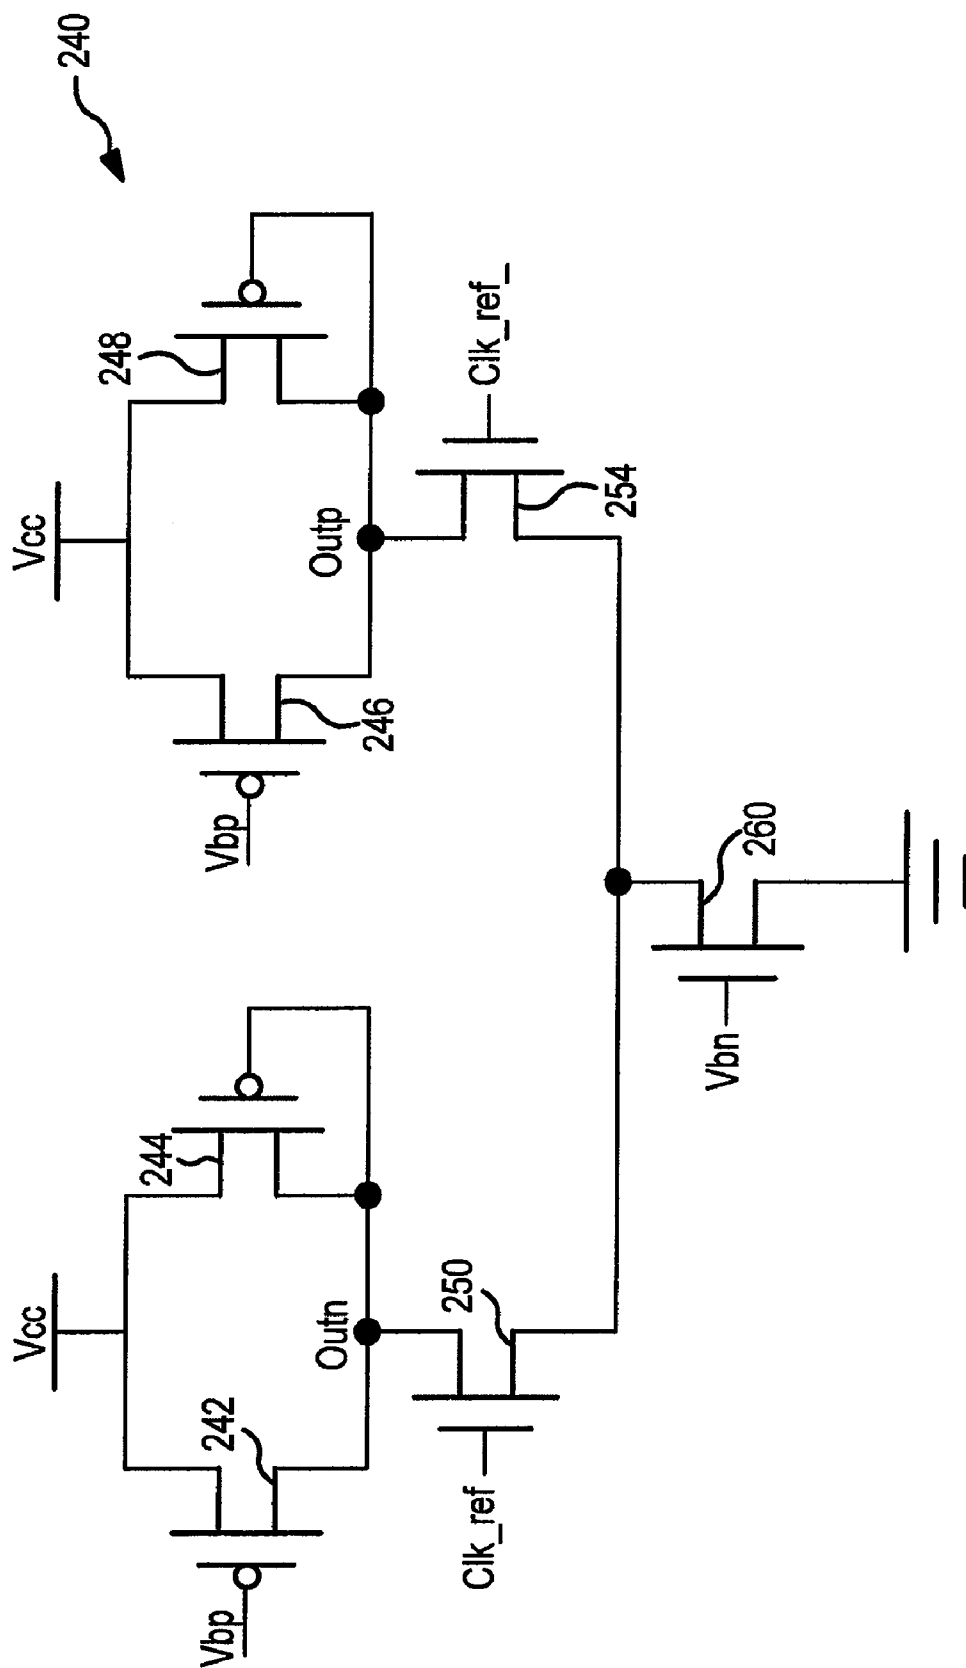 240
Vcc
Vcc
248
244
Outp
Outn
Clk_ref_
254
246
242
250
Vbp
Vbp
Clk_ref
260
Vbn